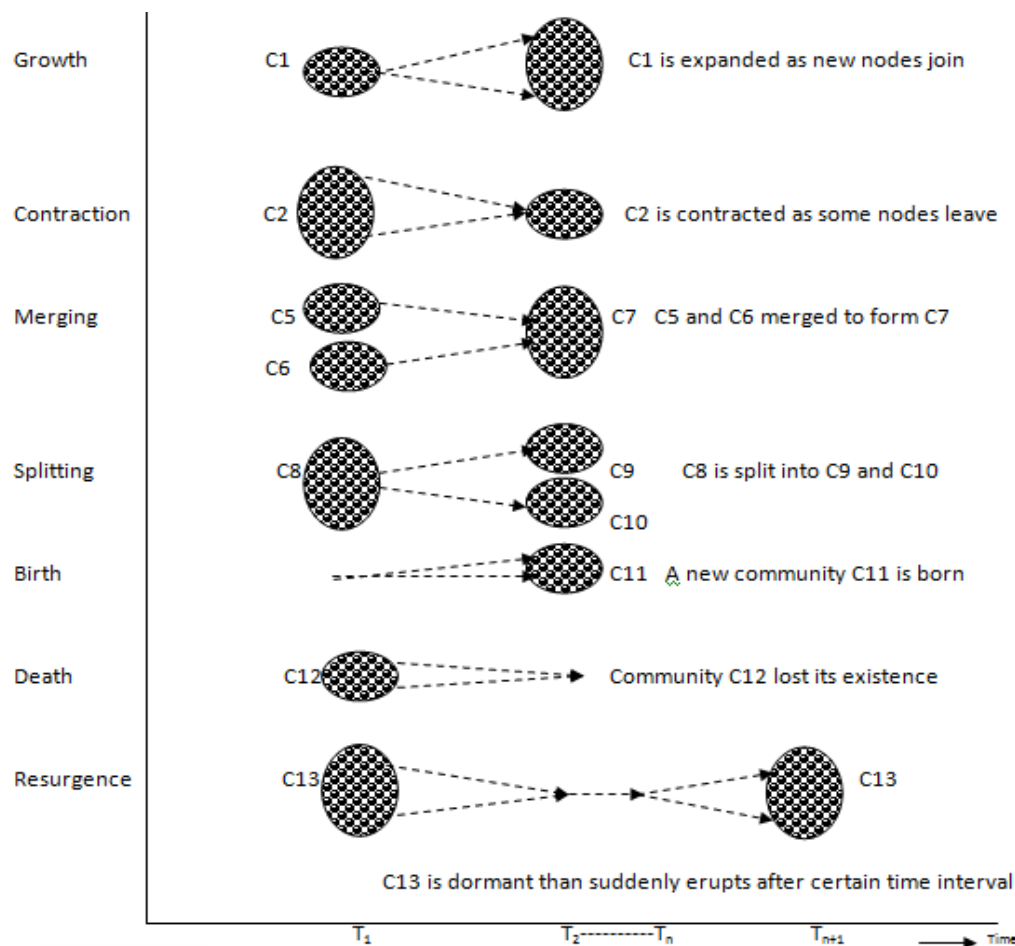 Growth C1 C1 is expanded as new nodes join
Contraction C2 C2 is contracted as some nodes leave
Merging C5 C7 C5 and C6 merged to form C7
C6
Splitting C8 C9 C8 is split into C9 and C10
C10
Birth C11 A new community C11 is born
Death C12 Community C12 lost its existence
Resurgence C13 C13
C13 is dormant than suddenly erupts after certain time interval
T1 T2----------Tn Tn+1 Time